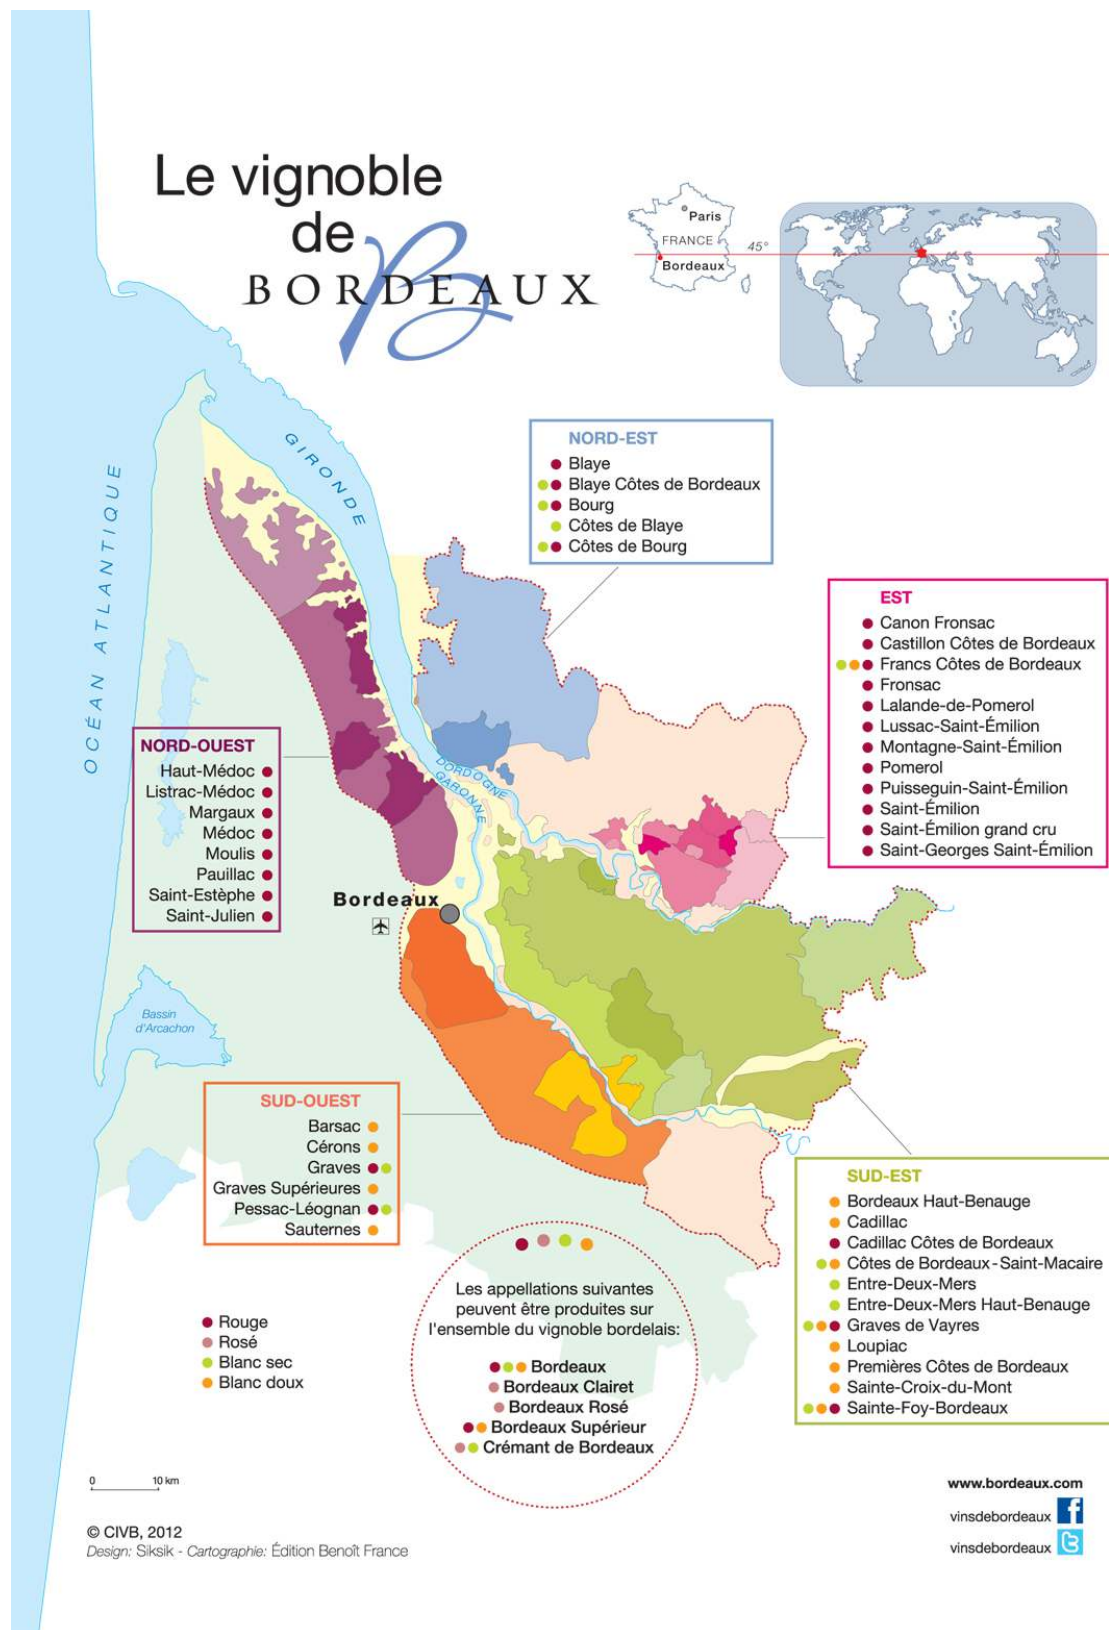 Le vignoble
de
BORDEAUX
Paris
FRANCE
45°
Bordeaux
GIRONDE
OCÉAN ATLANTIQUE
NORD-EST
Blaye
Blaye Côtes de Bordeaux
Bourg
Côtes de Blaye
Côtes de Bourg
EST
Canon Fronsac
Castillon Côtes de Bordeaux
Francs Côtes de Bordeaux
Fronsac
Lalande-de-Pomerol
Lussac-Saint-Émilion
Montagne-Saint-Émilion
Pomerol
Puisseguin-Saint-Émilion
Saint-Émilion
Saint-Émilion grand cru
Saint-Georges Saint-Émilion
NORD-OUEST
Haut-Médoc
Listrac-Médoc
Margaux
Médoc
Moulis
Pauillac
Saint-Estèphe
Saint-Julien
DORDOGNE
GARONNE
Bordeaux
Bassin
d'Arcachon
SUD-OUEST
Barsac
Cérons
Graves
Graves Supérieures
Pessac-Léognan
Sauternes
SUD-EST
Bordeaux Haut-Benauge
Cadillac
Cadillac Côtes de Bordeaux
Côtes de Bordeaux-Saint-Macaire
Entre-Deux-Mers
Entre-Deux-Mers Haut-Benauge
Graves de Vayres
Loupiac
Premières Côtes de Bordeaux
Sainte-Croix-du-Mont
Sainte-Foy-Bordeaux
Les appellations suivantes
peuvent être produites sur
l'ensemble du vignoble bordelais:
Bordeaux
Bordeaux Clairet
Bordeaux Rosé
Bordeaux Supérieur
Crémant de Bordeaux
Rouge
Rosé
Blanc sec
Blanc doux
0 10 km
© CIVB, 2012
Design: Siksik - Cartographie: Édition Benoît France
www.bordeaux.com
vinsdebordeaux
vinsdebordeaux